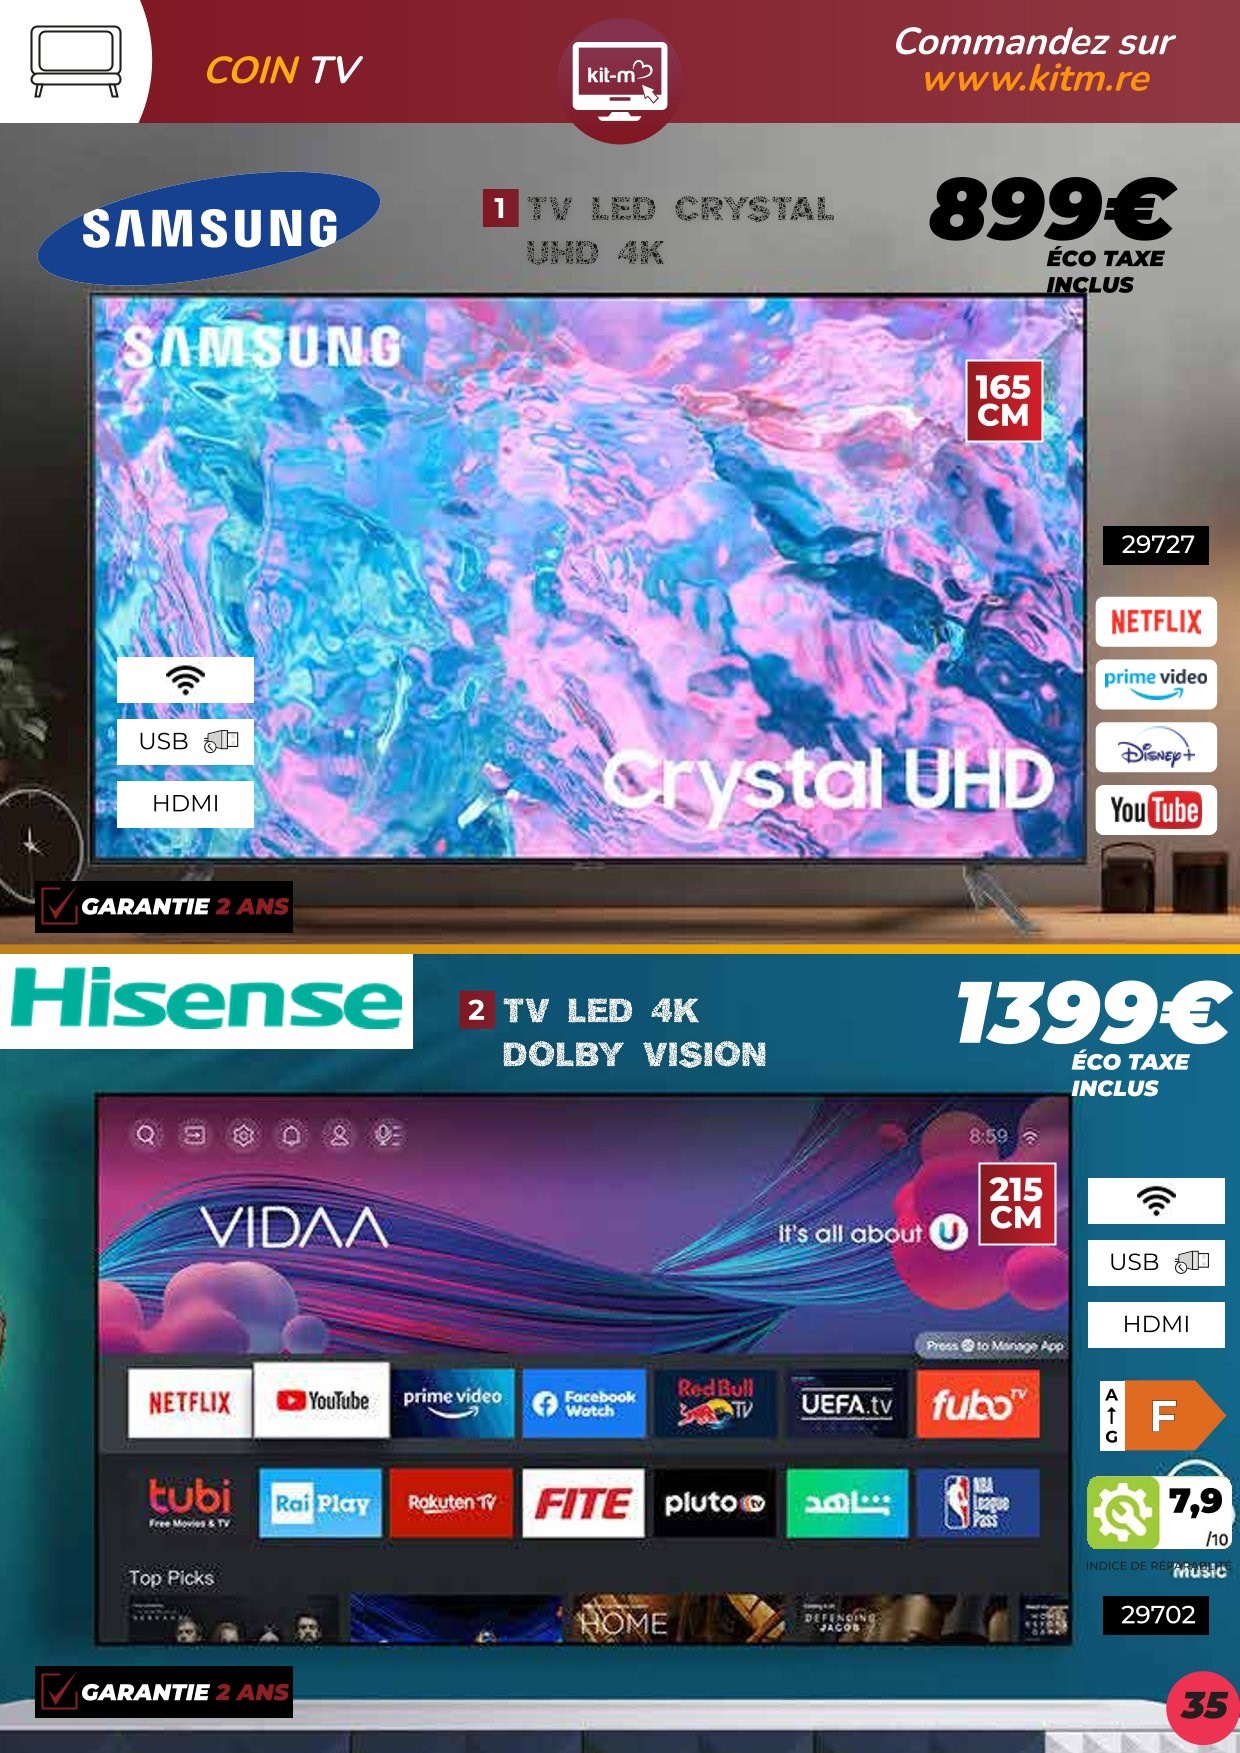 COIN TV
kit-m
Commandez sur
www.kitm.re
SAMSUNG
1 TV LED CRYSTAL
UHD 4K
899€
ÉCO TAXE
INCLUS
SAMSUNG
165
CM
29727
NETFLIX
prime video
Disney+
YouTube
USB
HDMI
Crystal UHD
GARANTIE 2 ANS
Hisense
2 TV LED 4K
DOLBY VISION
1399€
ÉCO TAXE
INCLUS
8:59
215
CM
VIDAA
it's all about U
Press to Manage App
USB
HDMI
NETFLIX YouTube prime video Facebook Watch Red Bull TV UEFA.tv fubo TV
tubi Free Movies & TV Rai Play Rakuten TV FITE pluto tv شاهد NBA League Pass
A
G
F
7,9
/10
INDICE DE RÉPARABILITÉ
Music
Top Picks
HOME
DEFENDING
JACOB
29702
GARANTIE 2 ANS
35